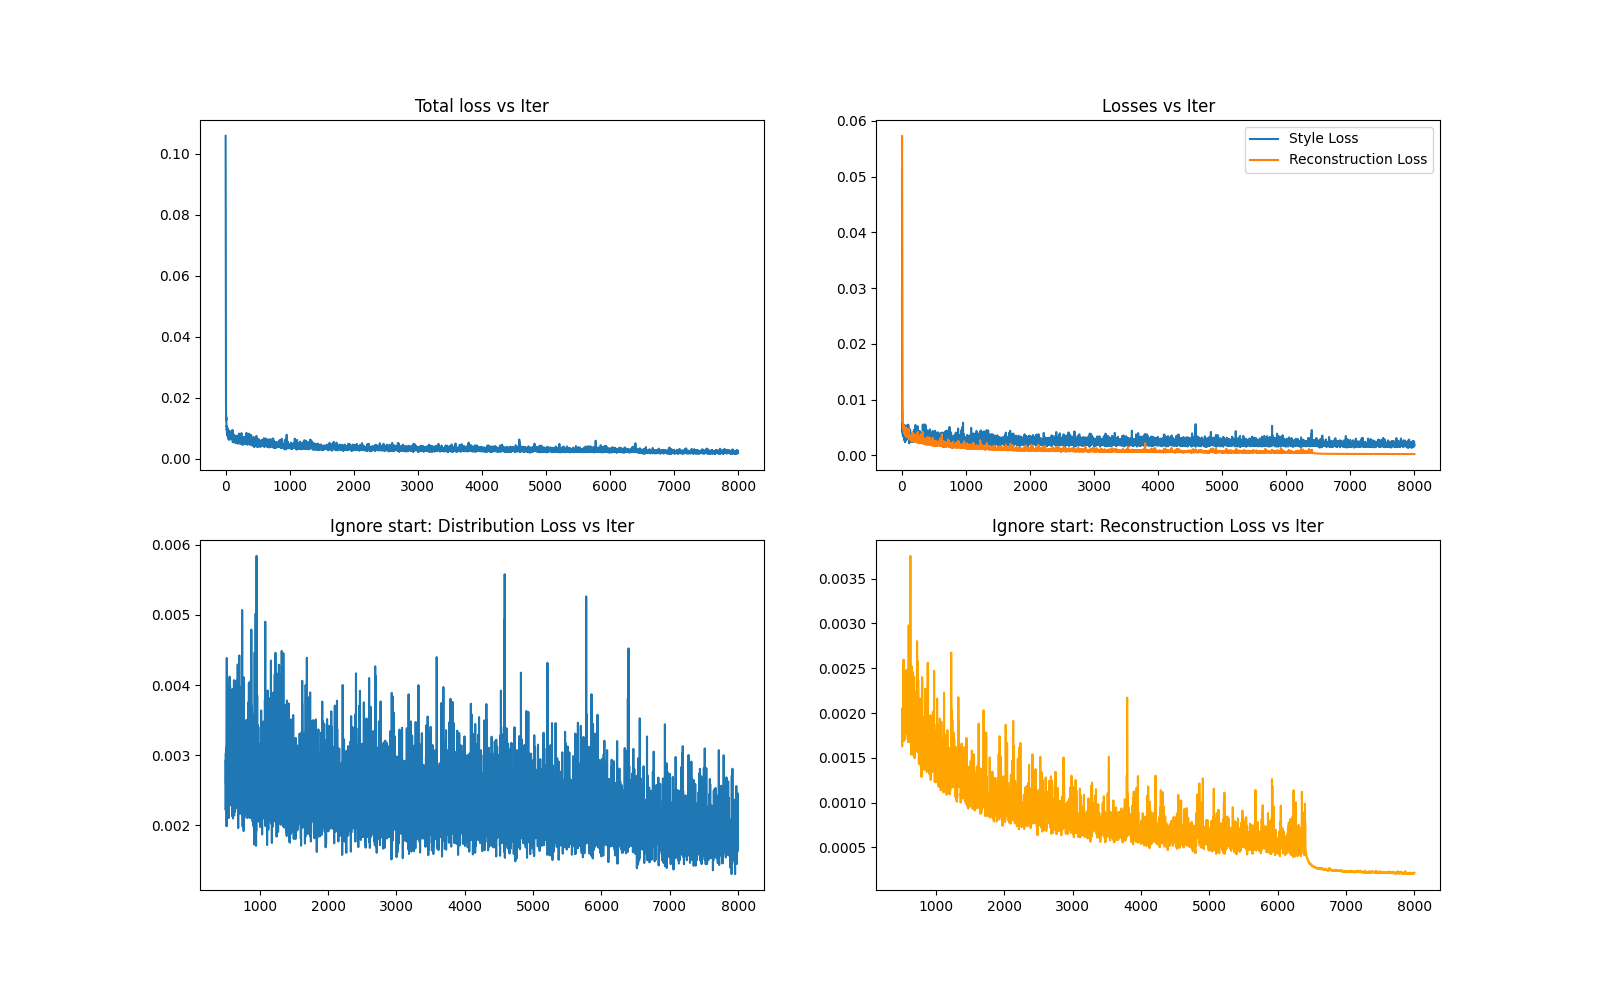 Total loss vs Iter
0.10
0.08
0.06
0.04
0.02
0.00
0 1000 2000 3000 4000 5000 6000 7000 8000
Losses vs Iter
Style Loss
Reconstruction Loss
0.06
0.05
0.04
0.03
0.02
0.01
0.00
0 1000 2000 3000 4000 5000 6000 7000 8000
Ignore start: Distribution Loss vs Iter
0.006
0.005
0.004
0.003
0.002
1000 2000 3000 4000 5000 6000 7000 8000
Ignore start: Reconstruction Loss vs Iter
0.0035
0.0030
0.0025
0.0020
0.0015
0.0010
0.0005
1000 2000 3000 4000 5000 6000 7000 8000